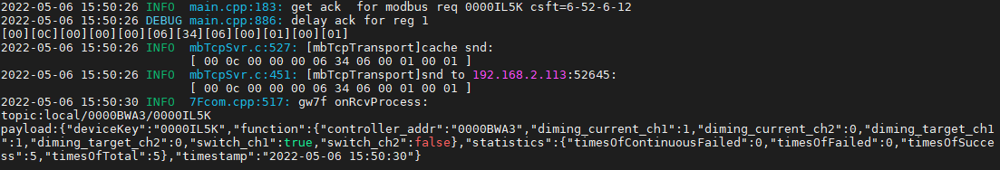 2022-05-06 15:50:26 INFO  main.cpp:183: get ack  for modbus req 0000IL5K csft=6-52-6-12
2022-05-06 15:50:26 DEBUG main.cpp:886: delay ack for reg 1
[00][0C][00][00][00][06][34][06][00][01][00][01]
2022-05-06 15:50:26 INFO  mbTcpSvr.c:527: [mbTcpTransport]cache snd:
[ 00 0c 00 00 00 06 34 06 00 01 00 01 ]
2022-05-06 15:50:26 INFO  mbTcpSvr.c:451: [mbTcpTransport]snd to 192.168.2.113:52645:
[ 00 0c 00 00 00 06 34 06 00 01 00 01 ]
2022-05-06 15:50:30 INFO  7Fcom.cpp:517: gw7f onRcvProcess:
topic:local/0000BWA3/0000IL5K
payload:{"deviceKey":"0000IL5K","function":{"controller_addr":"0000BWA3","diming_current_ch1":1,"diming_current_ch2":0,"diming_target_ch1
":1,"diming_target_ch2":0,"switch_ch1":true,"switch_ch2":false},"statistics":{"timesOfContinuousFailed":0,"timesOfFailed":0,"timesOfSucce
ss":5,"timesOfTotal":5},"timestamp":"2022-05-06 15:50:30"}